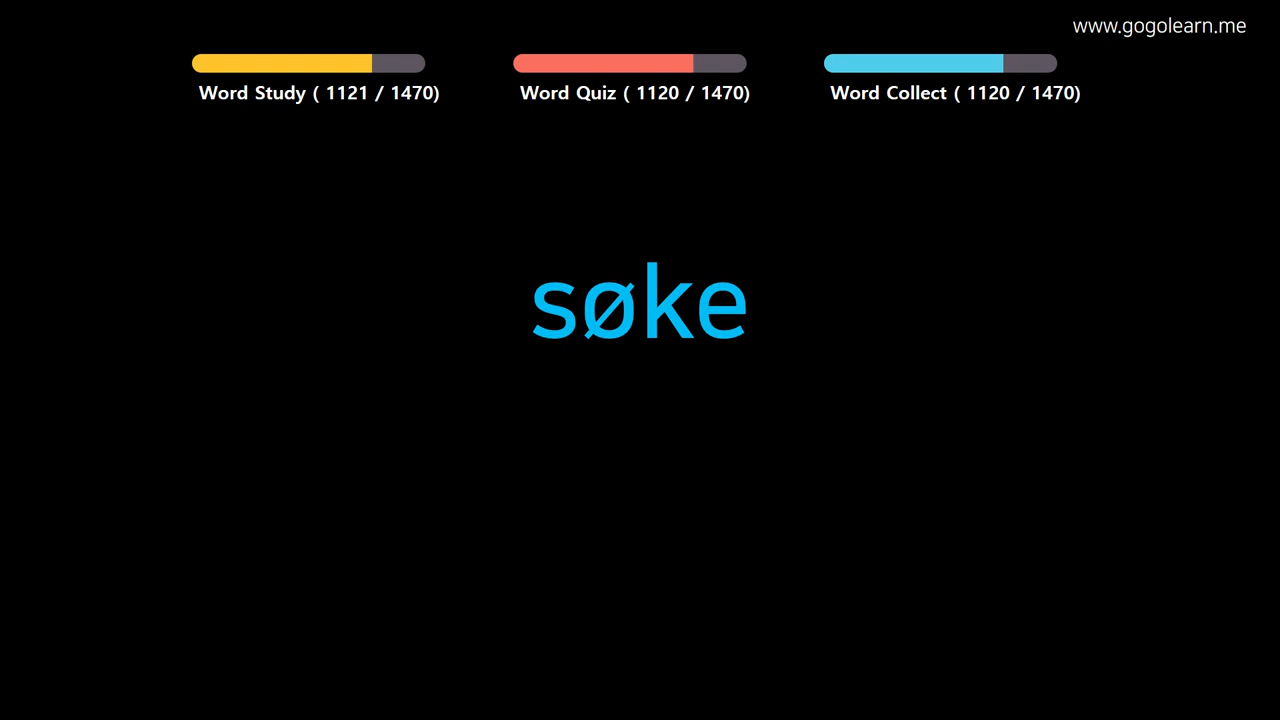 www.gogolearn.me
Word Study ( 1121 / 1470)
Word Quiz ( 1120 / 1470)
Word Collect ( 1120 / 1470)
søke